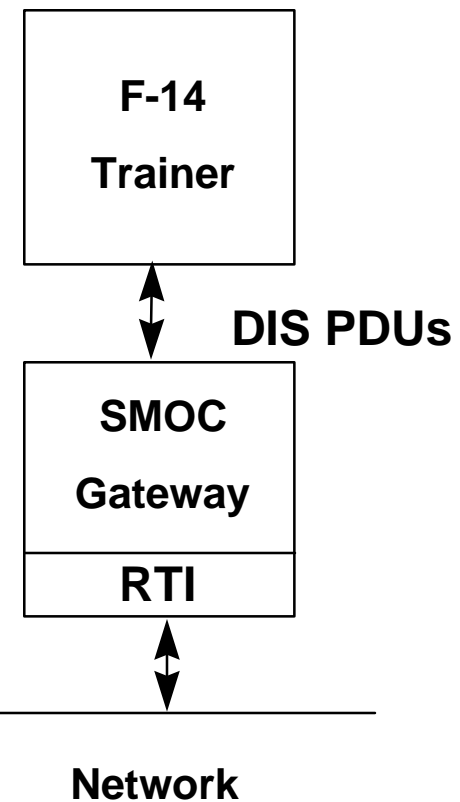 F-14
Trainer
DIS PDUs
SMOC
Gateway
RTI
Network